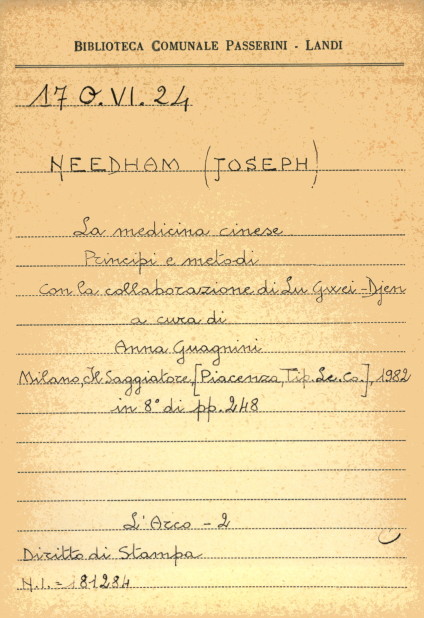 BIBLIOTECA COMUNALE PASSERINI - LANDI
17 O.VI.24
NEEDHAM (JOSEPH)
La medicina cinese
Principi e metodi
con la collaborazione di Lu Gwei-Djen
a cura di
Anna Guagnini
Milano, Il Saggiatore, [Piacenza, Tip. Le. Co.], 1982
in 8° di pp. 248
L'Arco - 2
Diritto di Stampa
N.I. = 181284